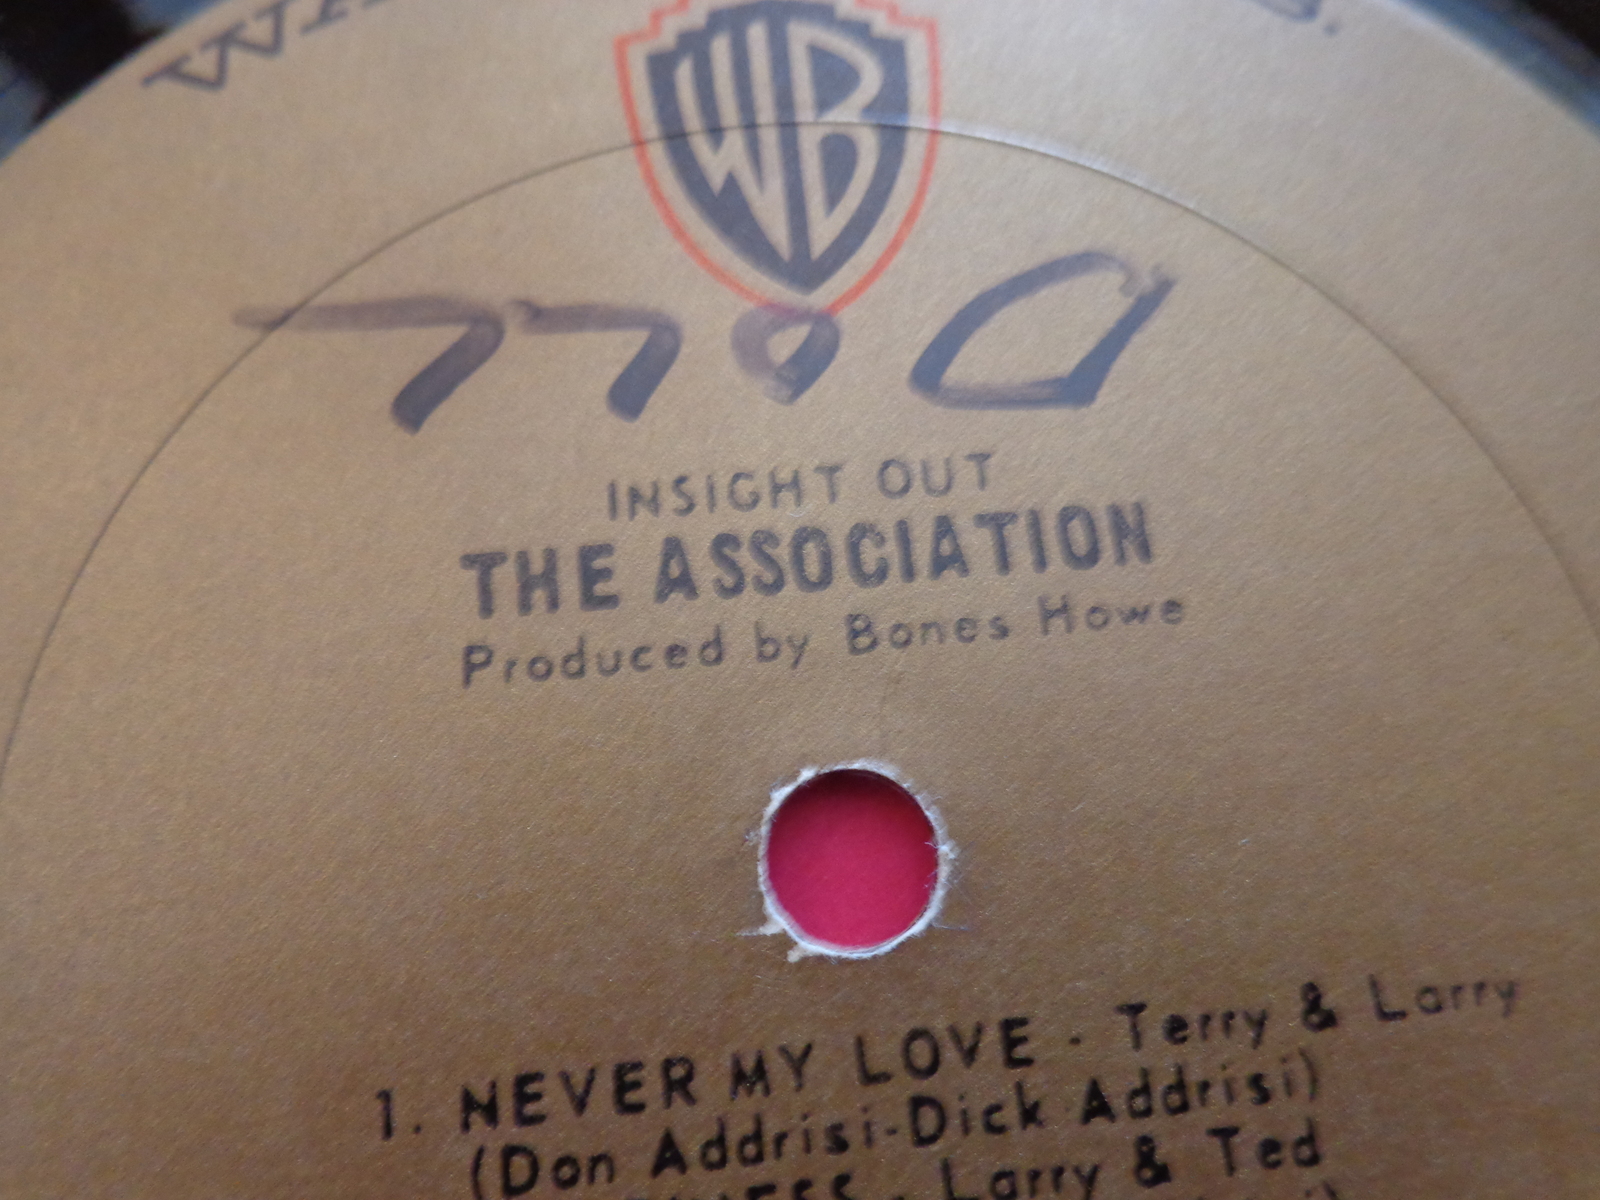 WB
DoLL
INSIGHT OUT
THE ASSOCIATION
Produced by Bones Howe
1. NEVER MY LOVE · Terry & Larry
(Don Addrisi-Dick Addrisi)
Larry & Ted